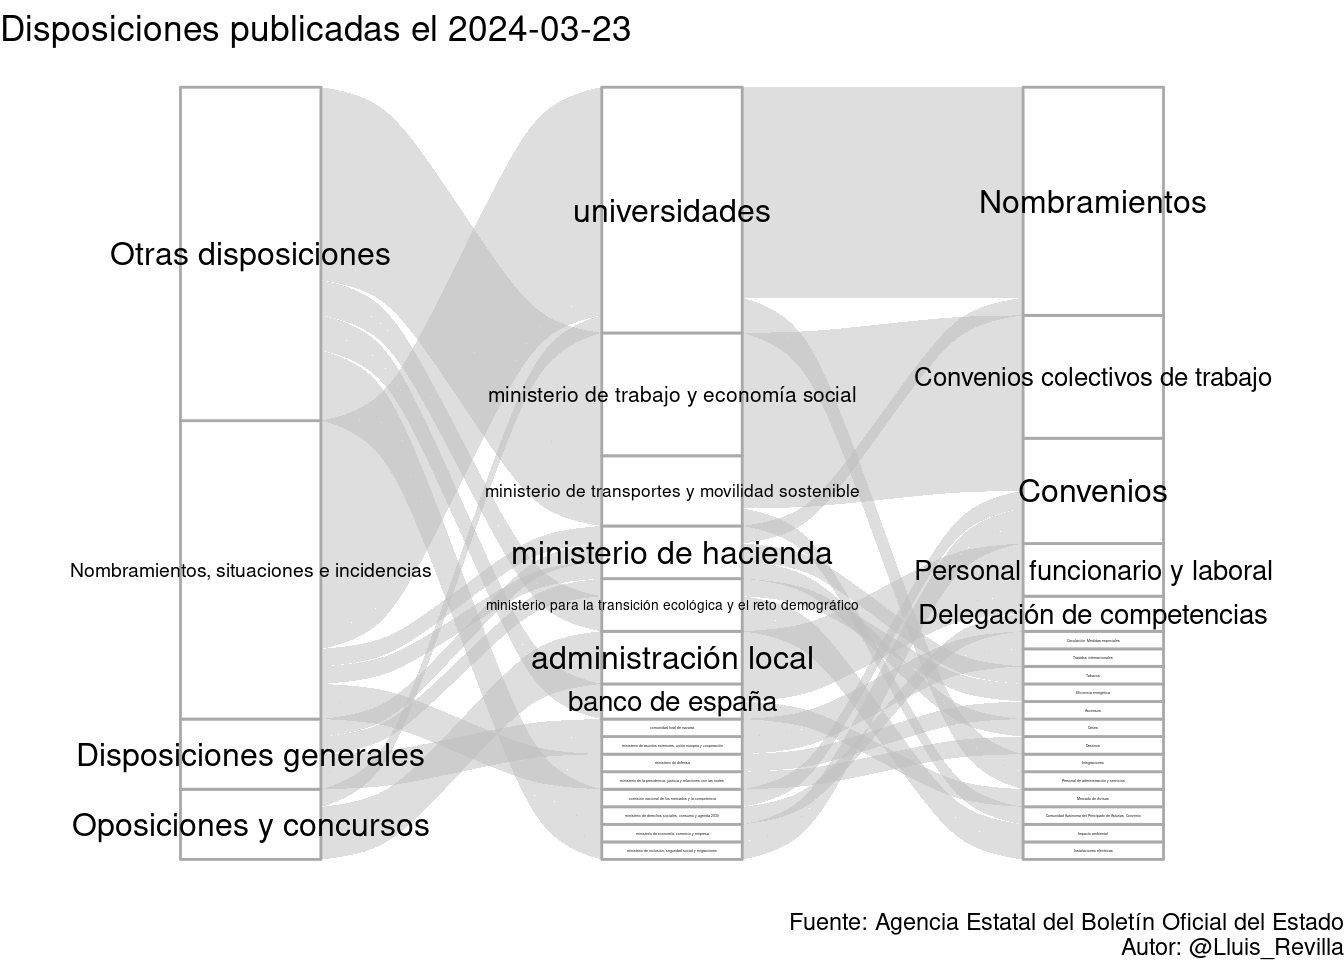 Disposiciones publicadas el 2024-03-23
Otras disposiciones
Nombramientos, situaciones e incidencias
Disposiciones generales
Oposiciones y concursos
universidades
ministerio de trabajo y economía social
ministerio de transportes y movilidad sostenible
ministerio de hacienda
ministerio para la transición ecológica y el reto demográfico
administración local
banco de españa
comunidad foral de navarra
ministerio de asuntos exteriores, unión europea y cooperación
ministerio de defensa
ministerio de la presidencia, justicia y relaciones con las cortes
comisión nacional de los mercados y la competencia
ministerio de derechos sociales, consumo y agenda 2030
ministerio de economía, comercio y empresa
ministerio de inclusión, seguridad social y migraciones
Nombramientos
Convenios colectivos de trabajo
Convenios
Personal funcionario y laboral
Delegación de competencias
Circulación. Medidas especiales
Tratados internacionales
Tabacos
Eficiencia energética
Ascensos
Ceses
Destinos
Integraciones
Personal de administración y servicios
Mercado de divisas
Comunidad Autónoma del Principado de Asturias. Convenio
Impacto ambiental
Instalaciones eléctricas
Fuente: Agencia Estatal del Boletín Oficial del Estado
Autor: @Lluis_Revilla